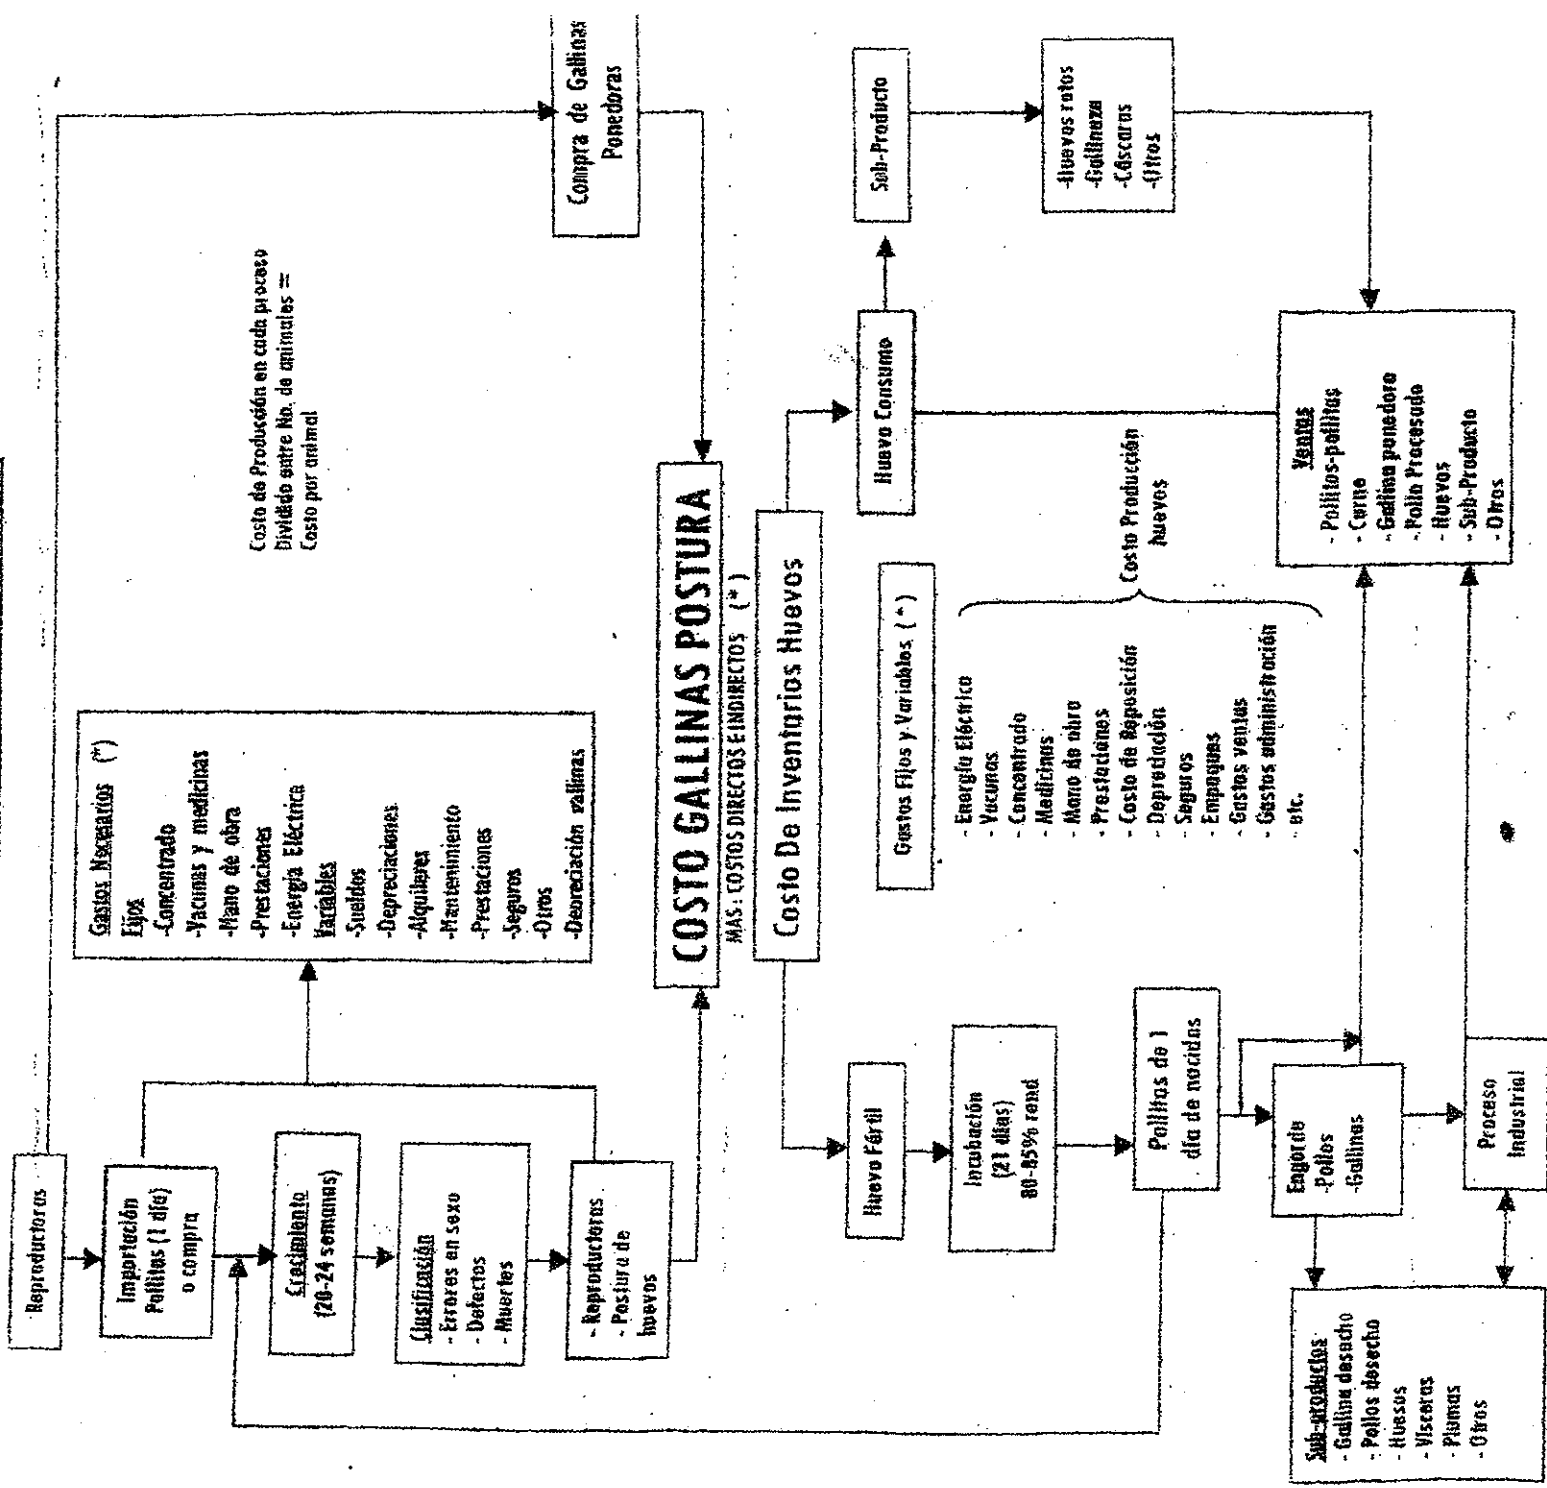 Reproductoras
Importación
Pollitas (1 día)
o compra
Crecimiento
(20-24 semanas)
Clasificación
- Errores en sexo
- Defectos
- Muertes
- Reproductoras
- Postura de
huevos
Gastos Necesarios (*)
Fijos
-Concentrado
-Vacunas y medicinas
-Mano de obra
-Prestaciones
-Energía Eléctrica
Variables
-Sueldos
-Depreciaciones
-Alquileres
-Mantenimiento
-Prestaciones
-Seguros
-Otros
-Depreciación gallinas
Costo de Producción en cada proceso
Dividido entre No. de animales =
Costo por animal
Compra de Gallinas
Ponedoras
COSTO GALLINAS POSTURA
MAS: COSTOS DIRECTOS E INDIRECTOS (*)
Costo De Inventarios Huevos
Huevo Fértil
Incubación
(21 días)
80-85% rend
Pollitos de 1
día de nacidos
Engorde
-Pollos
-Gallinas
Proceso
Industrial
Sub-productos
- Gallina desecho
- Pollos desecho
- Huesos
- Vísceras
- Plumas
- Otros
Gastos Fijos y Variables (*)
- Energía Eléctrica
- Vacunas
- Concentrado
- Medicinas
- Mano de obra
- Prestaciones
- Costo de Reposición
- Depreciación
- Seguros
- Empaques
- Gastos ventas
- Gastos administración
- etc.
Costo Producción
huevos
Huevo Consumo
Sub-Producto
-Huevos rotos
-Gallinaza
-Cáscaras
-Otros
Ventas
- Pollitos-pollitas
- Carne
- Gallina ponedora
- Pollo Procesado
- Huevos
- Sub-Producto
- Otros